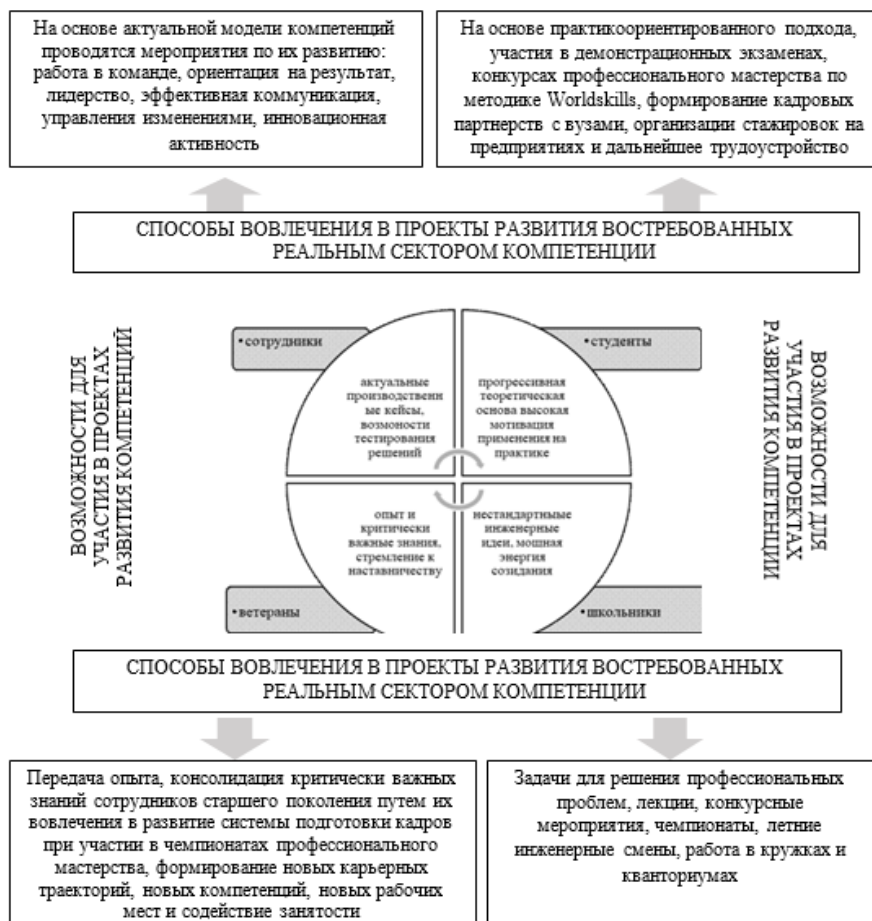 На основе актуальной модели компетенций
проводятся мероприятия по их развитию:
работа в команде, ориентация на результат,
лидерство, эффективная коммуникация,
управления изменениями, инновационная
активность
На основе практикоориентированного подхода,
участия в демонстрационных экзаменах,
конкурсах профессионального мастерства по
методике Worldskills, формирование кадровых
партнерств с вузами, организации стажировок на
предприятиях и дальнейшее трудоустройство
СПОСОБЫ ВОВЛЕЧЕНИЯ В ПРОЕКТЫ РАЗВИТИЯ ВОСТРЕБОВАННЫХ
РЕАЛЬНЫМ СЕКТОРОМ КОМПЕТЕНЦИИ
ВОЗМОЖНОСТИ ДЛЯ
УЧАСТИЯ В ПРОЕКТАХ
РАЗВИТИЯ КОМПЕТЕНЦИЙ
• сотрудники
актуальные
производственн
ые кейсы,
возмоности
тестирования
решений
• студенты
прогрессивная
теоретическая
основа высокая
мотивация
применения на
практике
• ветераны
опыт и
критически
важные знания,
стремление к
наставничеству
• школьники
нестандартныые
инженерные
идеи, мошная
энергия
созидания
ВОЗМОЖНОСТИ ДЛЯ
УЧАСТИЯ В ПРОЕКТАХ
РАЗВИТИЯ КОМПЕТЕНЦИИ
СПОСОБЫ ВОВЛЕЧЕНИЯ В ПРОЕКТЫ РАЗВИТИЯ ВОСТРЕБОВАННЫХ
РЕАЛЬНЫМ СЕКТОРОМ КОМПЕТЕНЦИИ
Передача опыта, консолидация критически важных
знаний сотрудников старшего поколения путем их
вовлечения в развитие системы подготовки кадров
при участии в чемпионатах профессионального
мастерства, формирование новых карьерных
траекторий, новых компетенций, новых рабочих
мест и содействие занятости
Задачи для решения профессиональных
проблем, лекции, конкурсные
мероприятия, чемпионаты, летние
инженерные смены, работа в кружках и
кванториумах